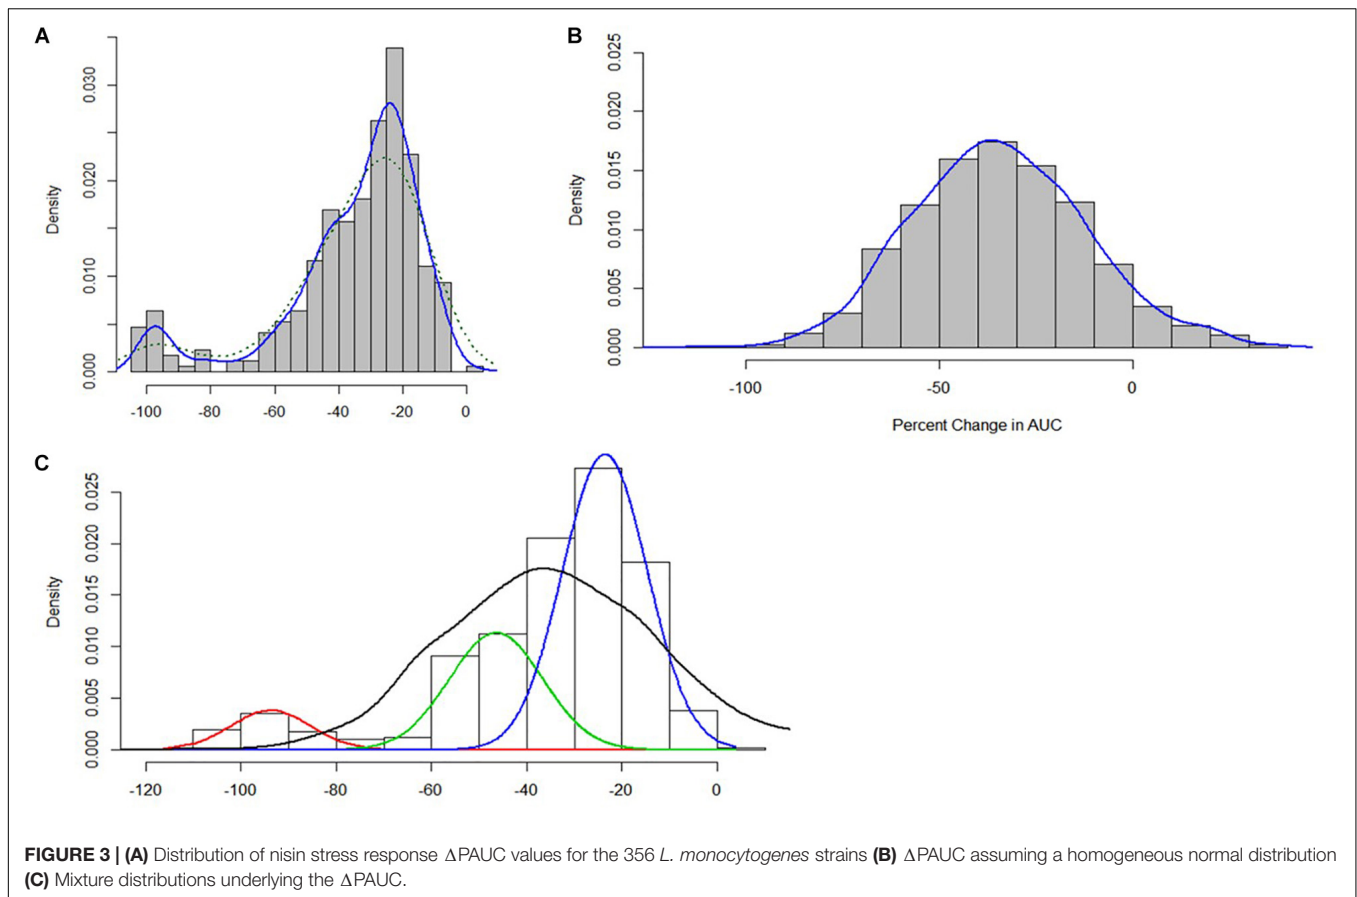 A
Density
0.000
0.010
0.020
0.030
-100 -80 -60 -40 -20 0
B
Density
0.000
0.005
0.010
0.015
0.020
0.025
-100 -50 0
Percent Change in AUC
C
Density
0.000
0.005
0.010
0.015
0.020
0.025
-120 -100 -80 -60 -40 -20 0
FIGURE 3 | (A) Distribution of nisin stress response ΔPAUC values for the 356 L. monocytogenes strains (B) ΔPAUC assuming a homogeneous normal distribution
(C) Mixture distributions underlying the ΔPAUC.